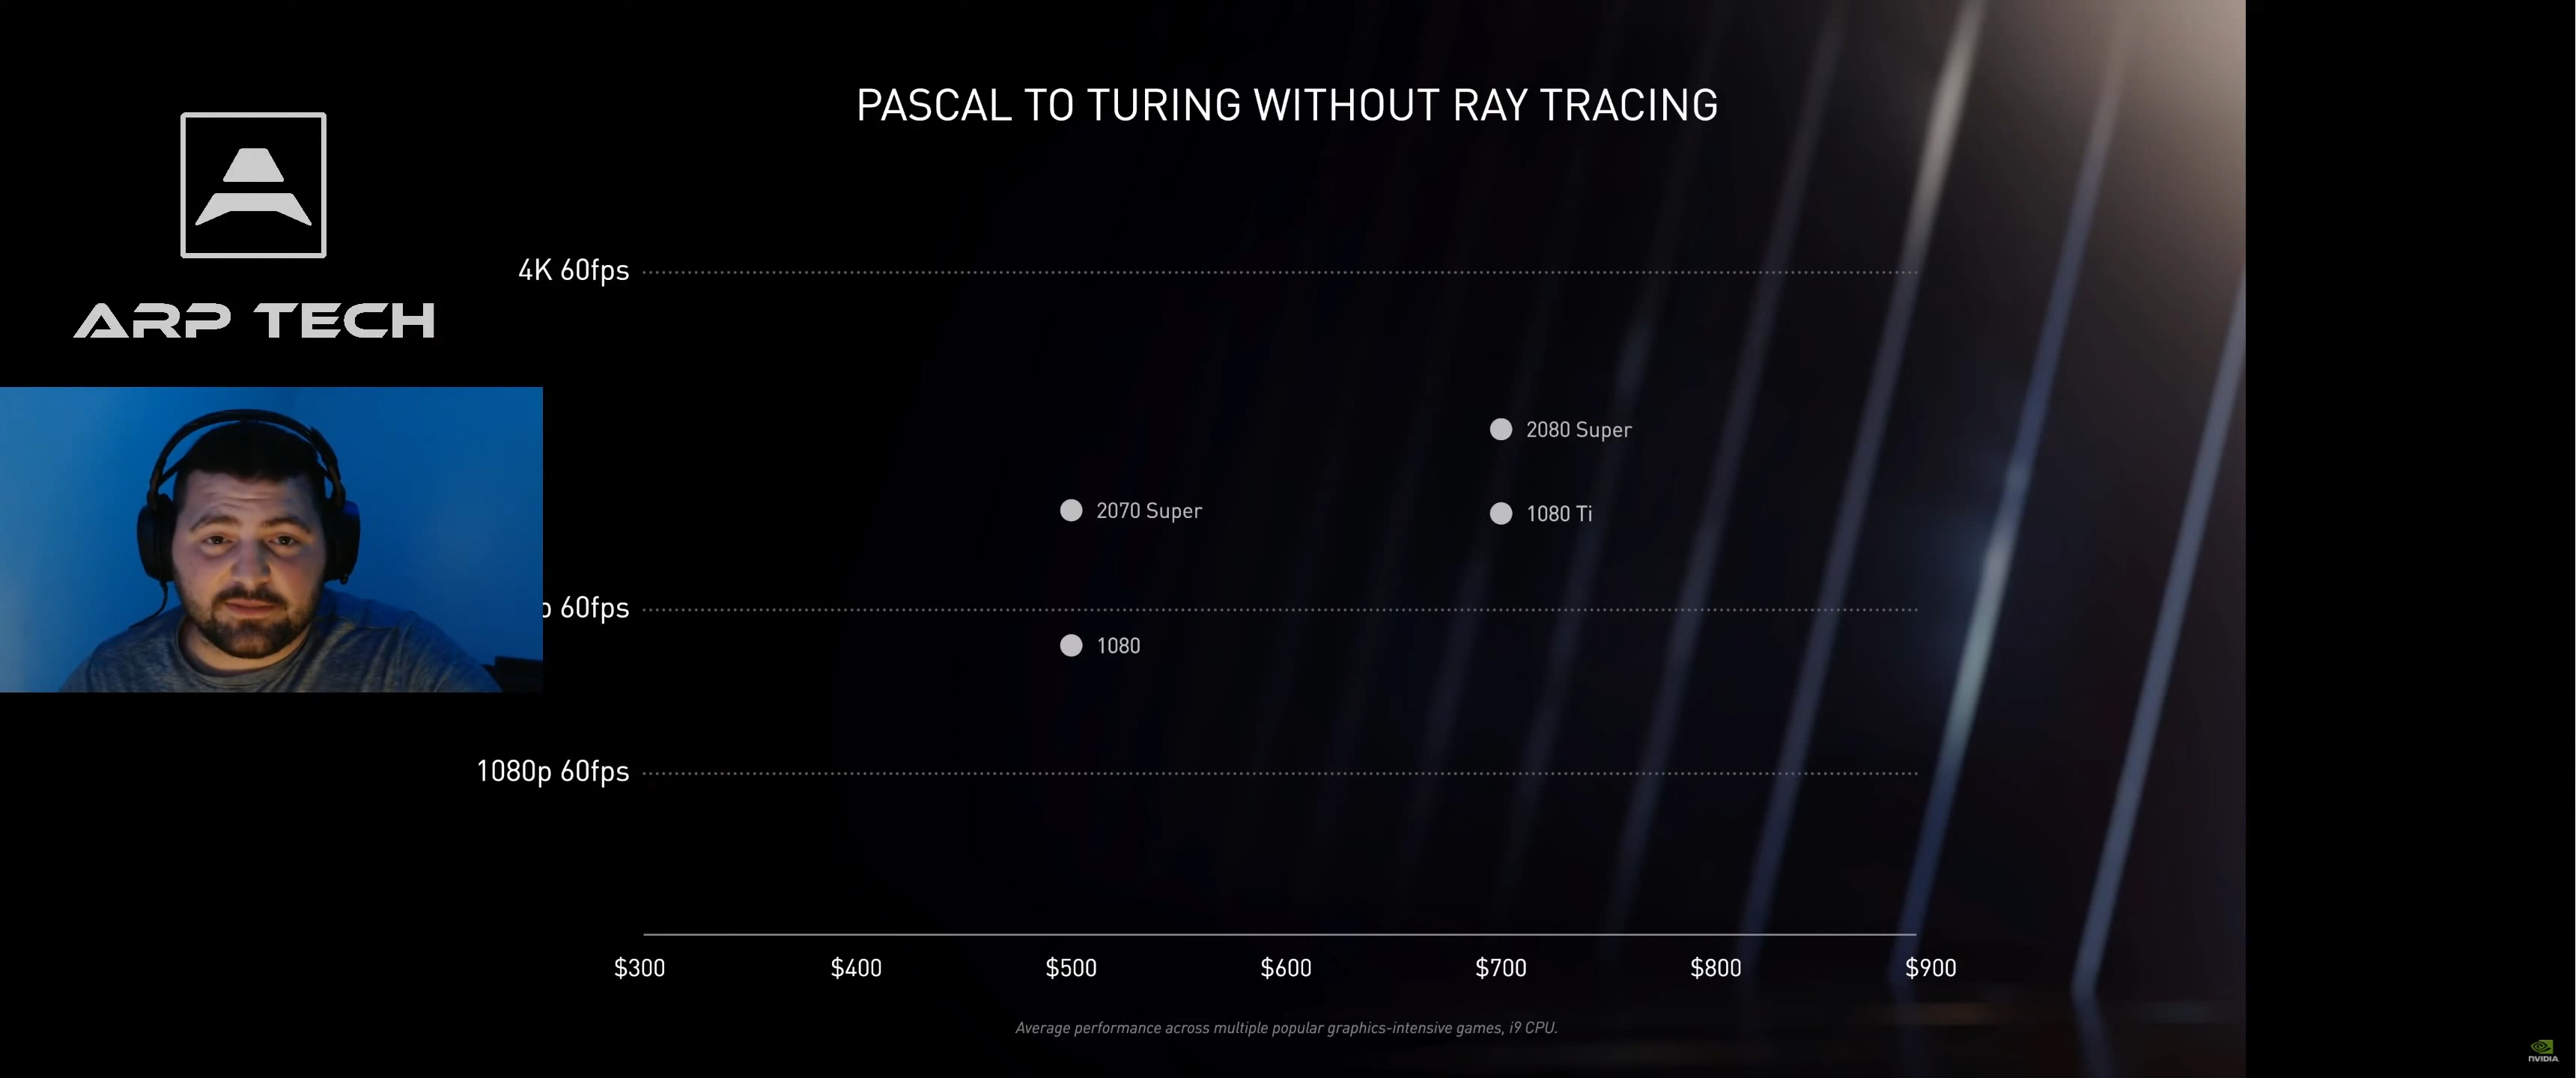 PASCAL TO TURING WITHOUT RAY TRACING
ARP TECH
4K 60fps
2080 Super
2070 Super
1080 Ti
60fps
1080
1080p 60fps
$300 $400 $500 $600 $700 $800 $900
Average performance across multiple popular graphics-intensive games, i9 CPU.
NVIDIA